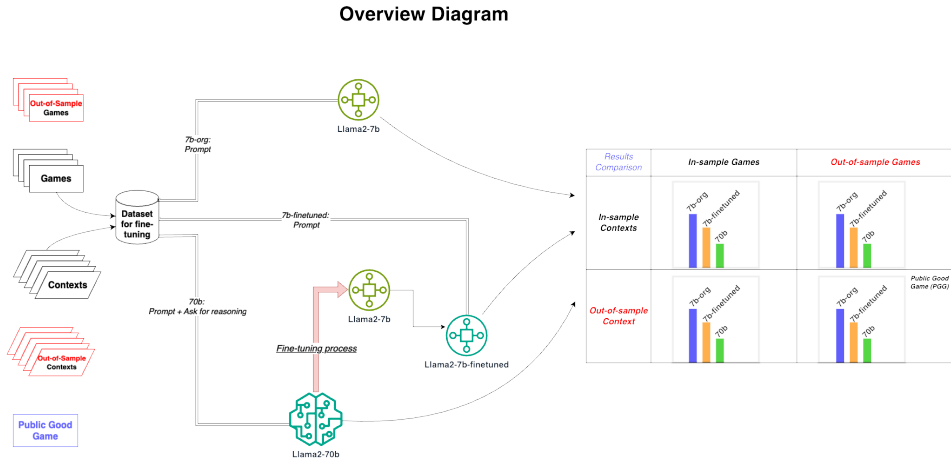 Overview Diagram
Out-of-Sample
Games
Games
Dataset
for fine-
tuning
Contexts
Out-of-Sample
Contexts
Public Good
Game
7b-org:
Prompt
7b-finetuned:
Prompt
70b:
Prompt + Ask for reasoning
Llama2-7b
Llama2-7b
Fine-tuning process
Llama2-7b-finetuned
Llama2-70b
Results
Comparison
In-sample Games
Out-of-sample Games
In-sample
Contexts
7b-org
7b-finetuned
70b
7b-org
7b-finetuned
70b
Out-of-sample
Context
7b-org
7b-finetuned
70b
7b-org
7b-finetuned
70b
Public Good
Game (PGG)